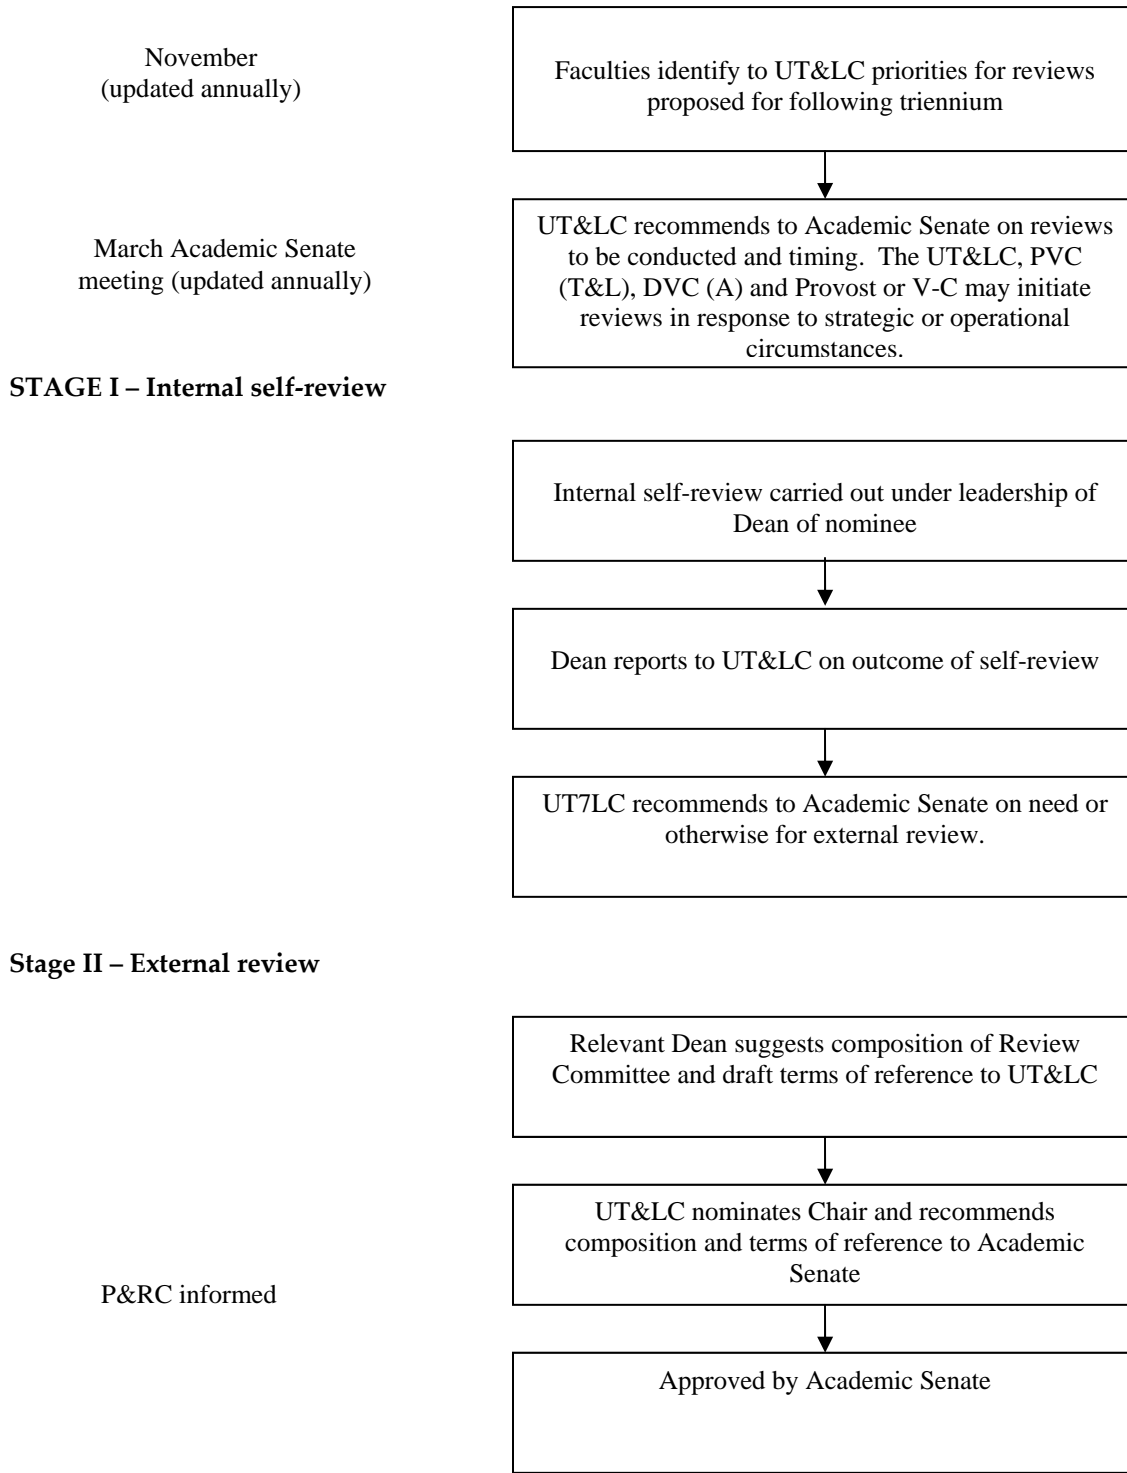 November
(updated annually)
Faculties identify to UT&LC priorities for reviews
proposed for following triennium
March Academic Senate
meeting (updated annually)
UT&LC recommends to Academic Senate on reviews
to be conducted and timing.  The UT&LC, PVC
(T&L), DVC (A) and Provost or V-C may initiate
reviews in response to strategic or operational
circumstances.
STAGE I – Internal self-review
Internal self-review carried out under leadership of
Dean of nominee
Dean reports to UT&LC on outcome of self-review
UT7LC recommends to Academic Senate on need or
otherwise for external review.
Stage II – External review
Relevant Dean suggests composition of Review
Committee and draft terms of reference to UT&LC
UT&LC nominates Chair and recommends
composition and terms of reference to Academic
Senate
P&RC informed
Approved by Academic Senate